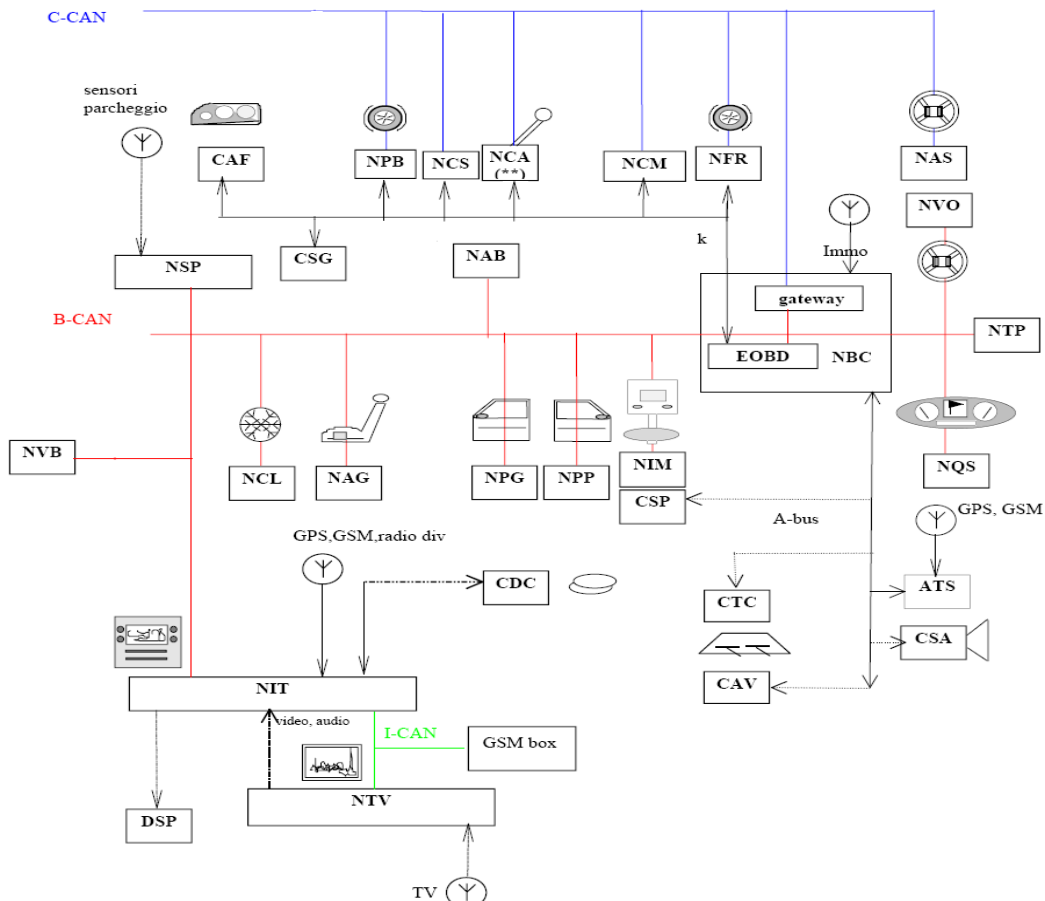 C-CAN
sensori
parcheggio
CAF
NPB
NCS
NCA
(**)
NCM
NFR
NAS
NVO
k
Immo
NSP
CSG
NAB
gateway
B-CAN
NTP
EOBD
NBC
NVB
NCL
NAG
NPG
NPP
NIM
NQS
CSP
A-bus
GPS, GSM
GPS,GSM,radio div
CDC
CTC
ATS
CSA
NIT
CAV
video, audio
I-CAN
GSM box
NTV
DSP
TV